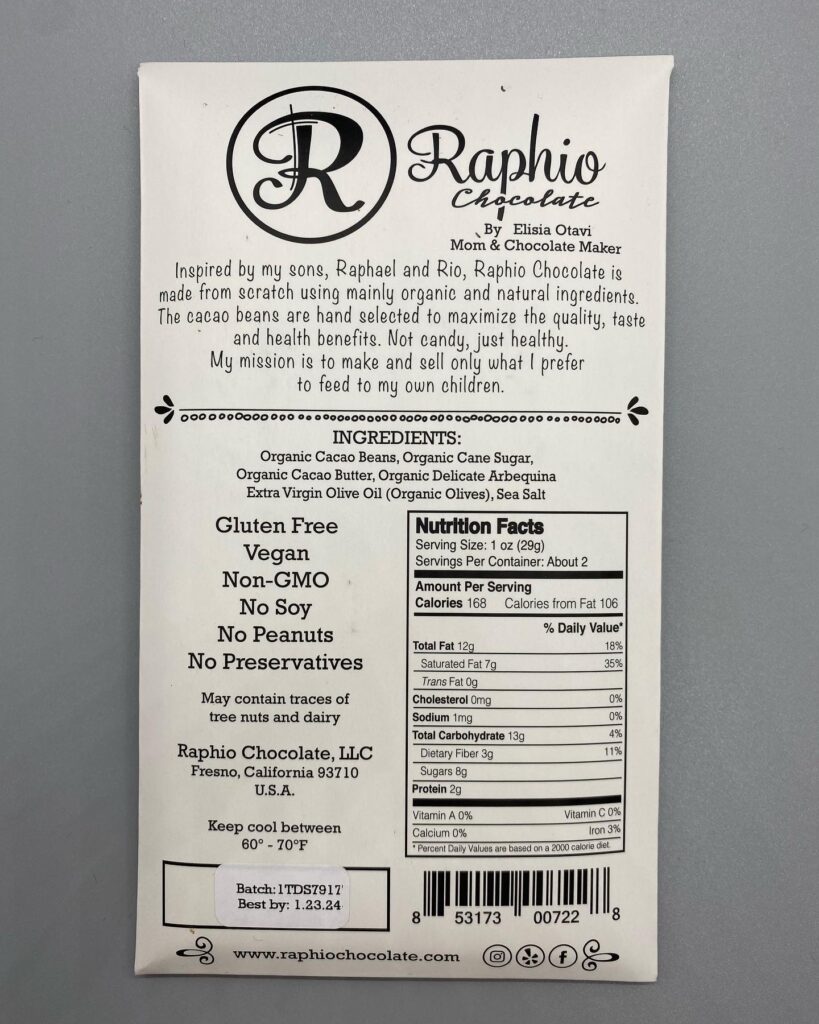 R
Raphio
Chocolate
By Elisia Otavi
Mom & Chocolate Maker
Inspired by my sons, Raphael and Rio, Raphio Chocolate is
made from scratch using mainly organic and natural ingredients.
The cacao beans are hand selected to maximize the quality, taste
and health benefits. Not candy, just healthy.
My mission is to make and sell only what I prefer
to feed to my own children.
INGREDIENTS:
Organic Cacao Beans, Organic Cane Sugar,
Organic Cacao Butter, Organic Delicate Arbequina
Extra Virgin Olive Oil (Organic Olives), Sea Salt
Gluten Free
Vegan
Non-GMO
No Soy
No Peanuts
No Preservatives
May contain traces of
tree nuts and dairy
Raphio Chocolate, LLC
Fresno, California 93710
U.S.A.
Keep cool between
60° - 70°F
Batch: 1TDS7917
Best by: 1.23.24
Nutrition Facts
Serving Size: 1 oz (29g)
Servings Per Container: About 2
Amount Per Serving
Calories 168 Calories from Fat 106
% Daily Value*
Total Fat 12g 18%
Saturated Fat 7g 35%
Trans Fat 0g
Cholesterol 0mg 0%
Sodium 1mg 0%
Total Carbohydrate 13g 4%
Dietary Fiber 3g 11%
Sugars 8g
Protein 2g
Vitamin A 0% Vitamin C 0%
Calcium 0% Iron 3%
* Percent Daily Values are based on a 2000 calorie diet.
8 53173 00722 8
www.raphiochocolate.com